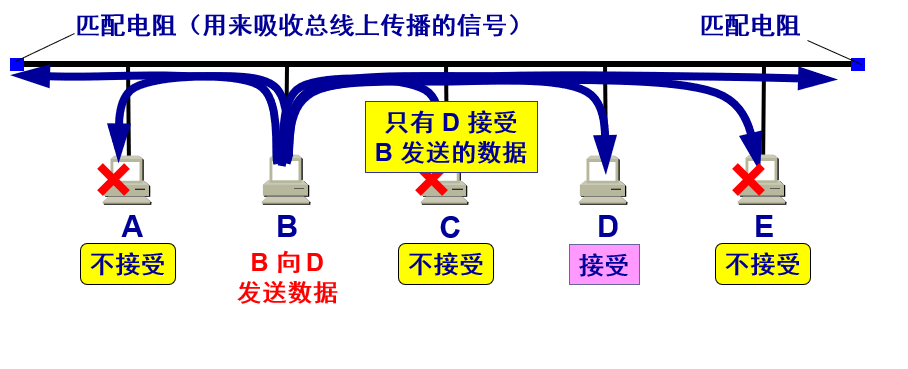 匹配电阻（用来吸收总线上传播的信号）
匹配电阻
只有 D 接受
B 发送的数据
A
B
C
D
E
不接受
B 向 D
发送数据
不接受
接受
不接受